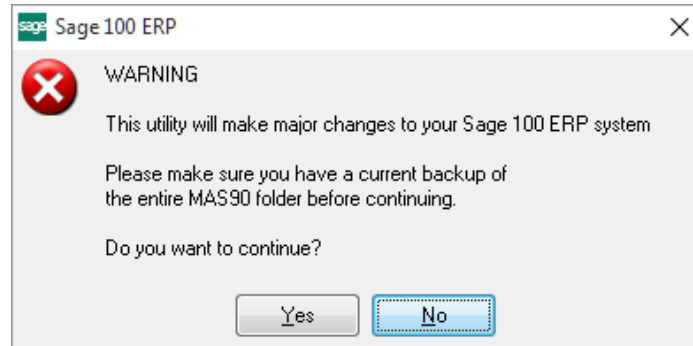 sage Sage 100 ERP
WARNING
This utility will make major changes to your Sage 100 ERP system
Please make sure you have a current backup of
the entire MAS90 folder before continuing.
Do you want to continue?
Yes No